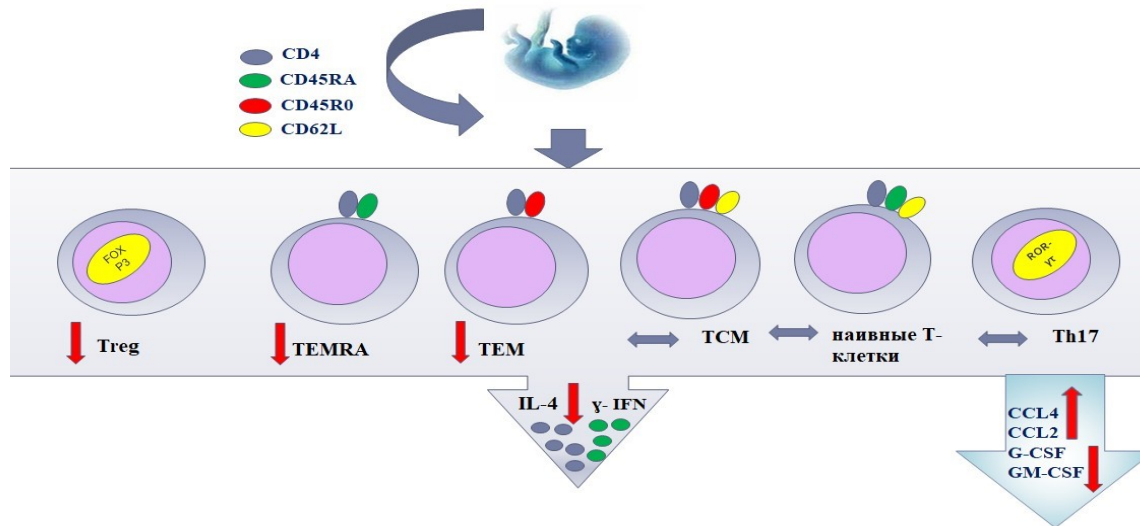 CD4
CD45RA
CD45R0
CD62L
FOX
P3
ROR-
γτ
Treg
TEMRA
TEM
TCM
наивные Т-
клетки
Th17
IL-4
ɣ- IFN
CCL4
CCL2
G-CSF
GM-CSF